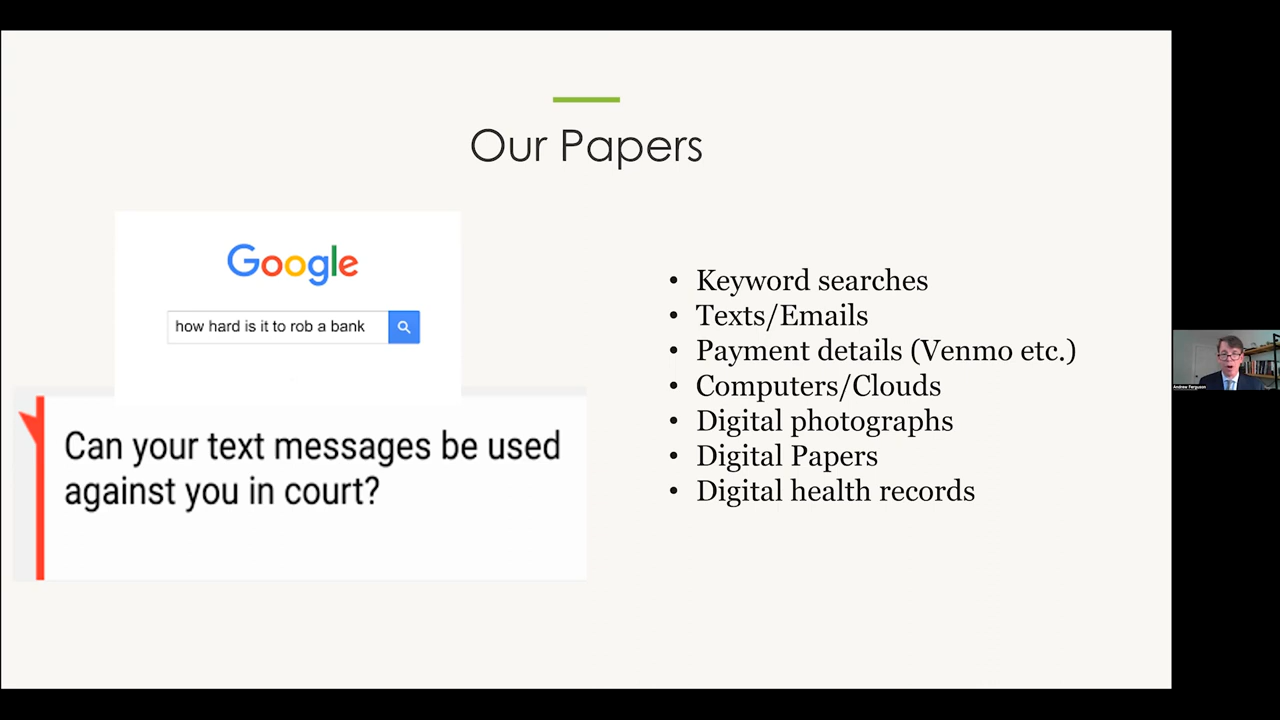 Our Papers
Google
how hard is it to rob a bank
Can your text messages be used
against you in court?
• Keyword searches
• Texts/Emails
• Payment details (Venmo etc.)
• Computers/Clouds
• Digital photographs
• Digital Papers
• Digital health records
Andrew Ferguson